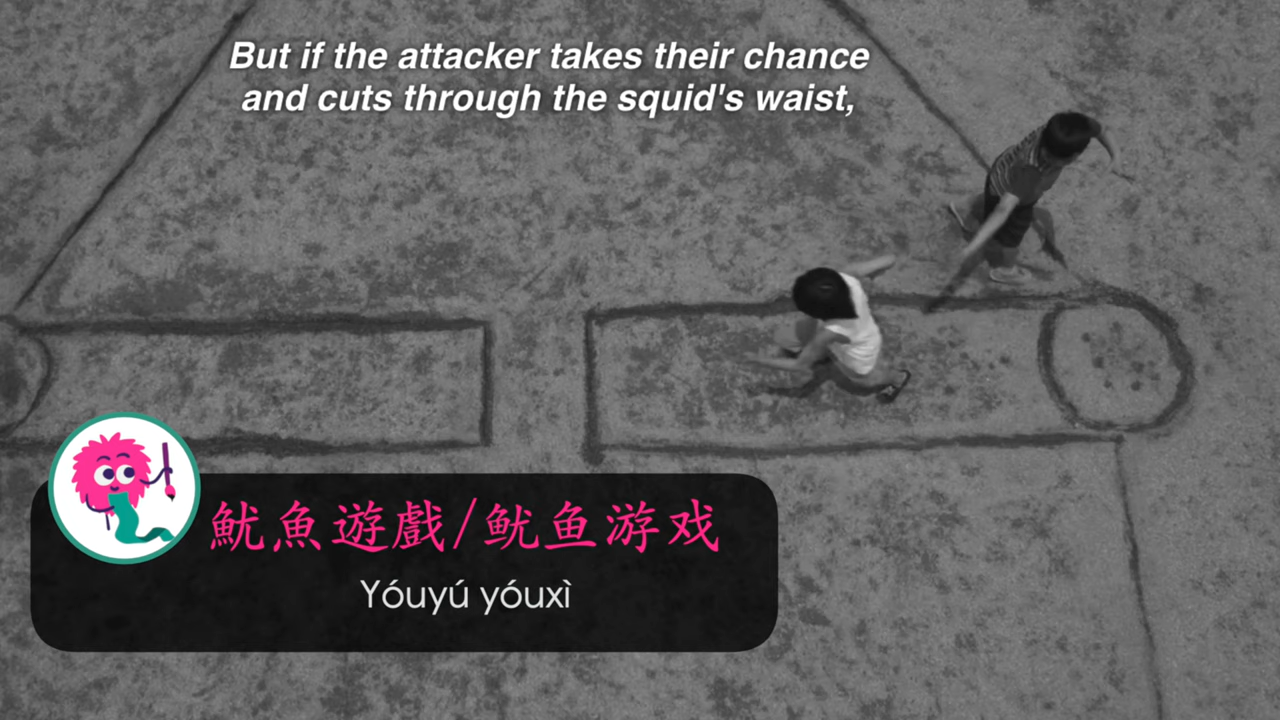 But if the attacker takes their chance
and cuts through the squid's waist,
魷魚遊戲/鱿鱼游戏
Yóuyú yóuxì